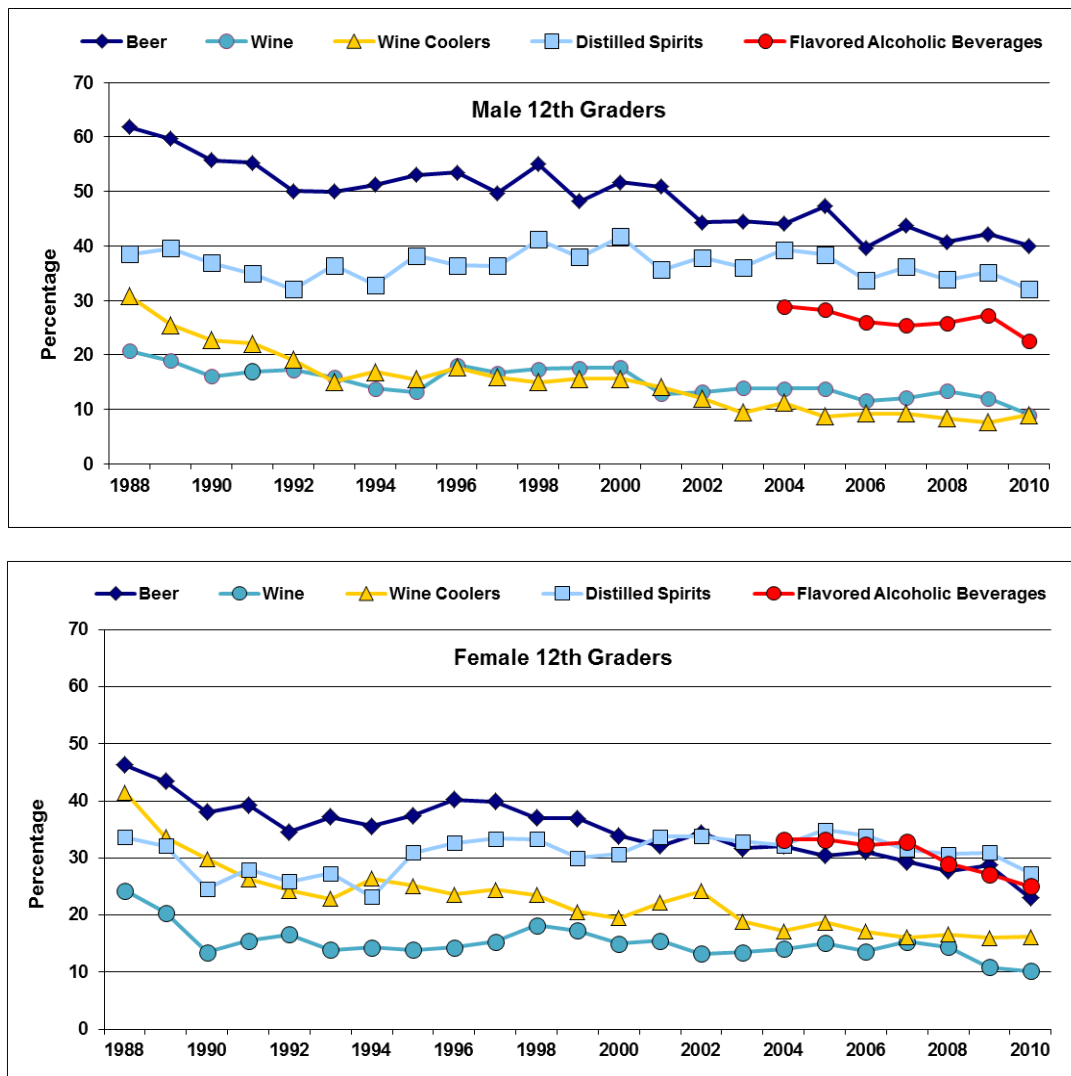 Beer Wine Wine Coolers Distilled Spirits Flavored Alcoholic Beverages
Male 12th Graders
Percentage
70
60
50
40
30
20
10
0
1988 1990 1992 1994 1996 1998 2000 2002 2004 2006 2008 2010
Beer Wine Wine Coolers Distilled Spirits Flavored Alcoholic Beverages
Female 12th Graders
Percentage
70
60
50
40
30
20
10
0
1988 1990 1992 1994 1996 1998 2000 2002 2004 2006 2008 2010